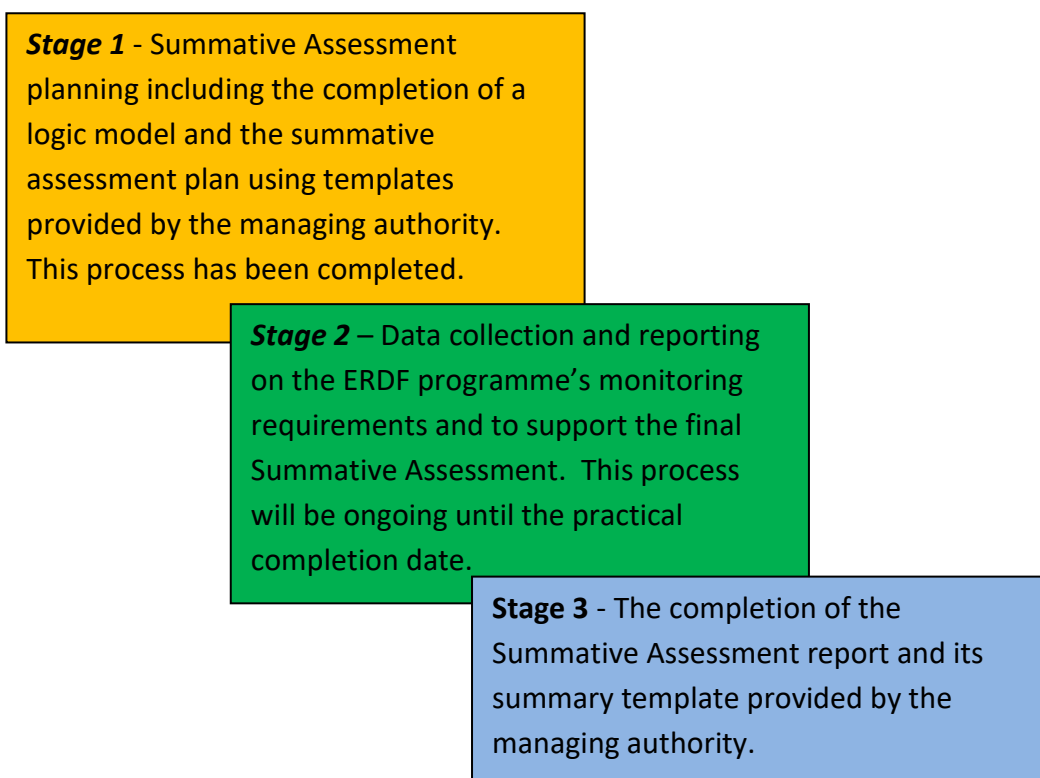 Stage 1 - Summative Assessment
planning including the completion of a
logic model and the summative
assessment plan using templates
provided by the managing authority.
This process has been completed.
Stage 2 – Data collection and reporting
on the ERDF programme’s monitoring
requirements and to support the final
Summative Assessment.  This process
will be ongoing until the practical
completion date.
Stage 3 - The completion of the
Summative Assessment report and its
summary template provided by the
managing authority.